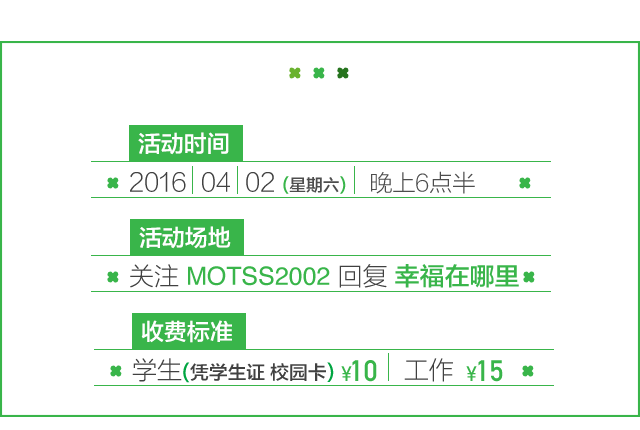 活动时间
2016 04 02 (星期六) 晚上6点半
活动场地
关注 MOTSS2002 回复 幸福在哪里
收费标准
学生(凭学生证 校园卡) ¥10 工作 ¥15